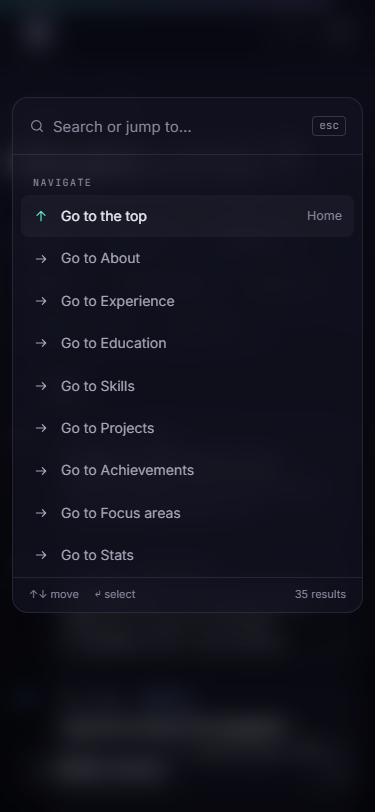 Search or jump to...
esc
NAVIGATE
↑ Go to the top Home
→ Go to About
→ Go to Experience
→ Go to Education
→ Go to Skills
→ Go to Projects
→ Go to Achievements
→ Go to Focus areas
→ Go to Stats
↑↓ move ↵ select 35 results